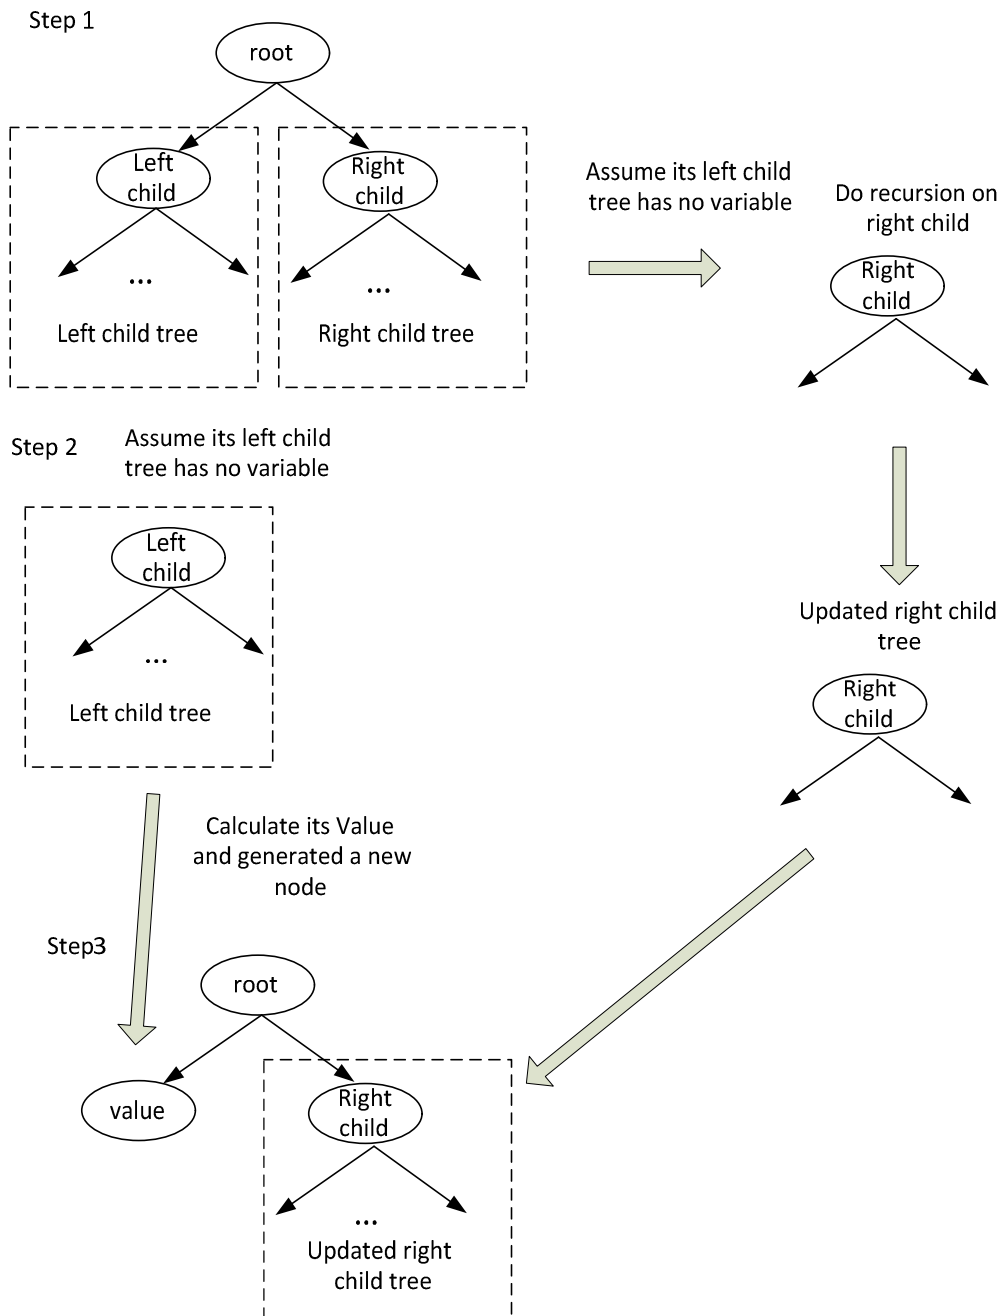 Step 1
root
Left
child
Right
child
...
...
Left child tree
Right child tree
Assume its left child
tree has no variable
Do recursion on
right child
Right
child
Step 2
Assume its left child
tree has no variable
Left
child
...
Left child tree
Updated right child
tree
Right
child
Calculate its Value
and generated a new
node
Step3
root
value
Right
child
...
Updated right
child tree